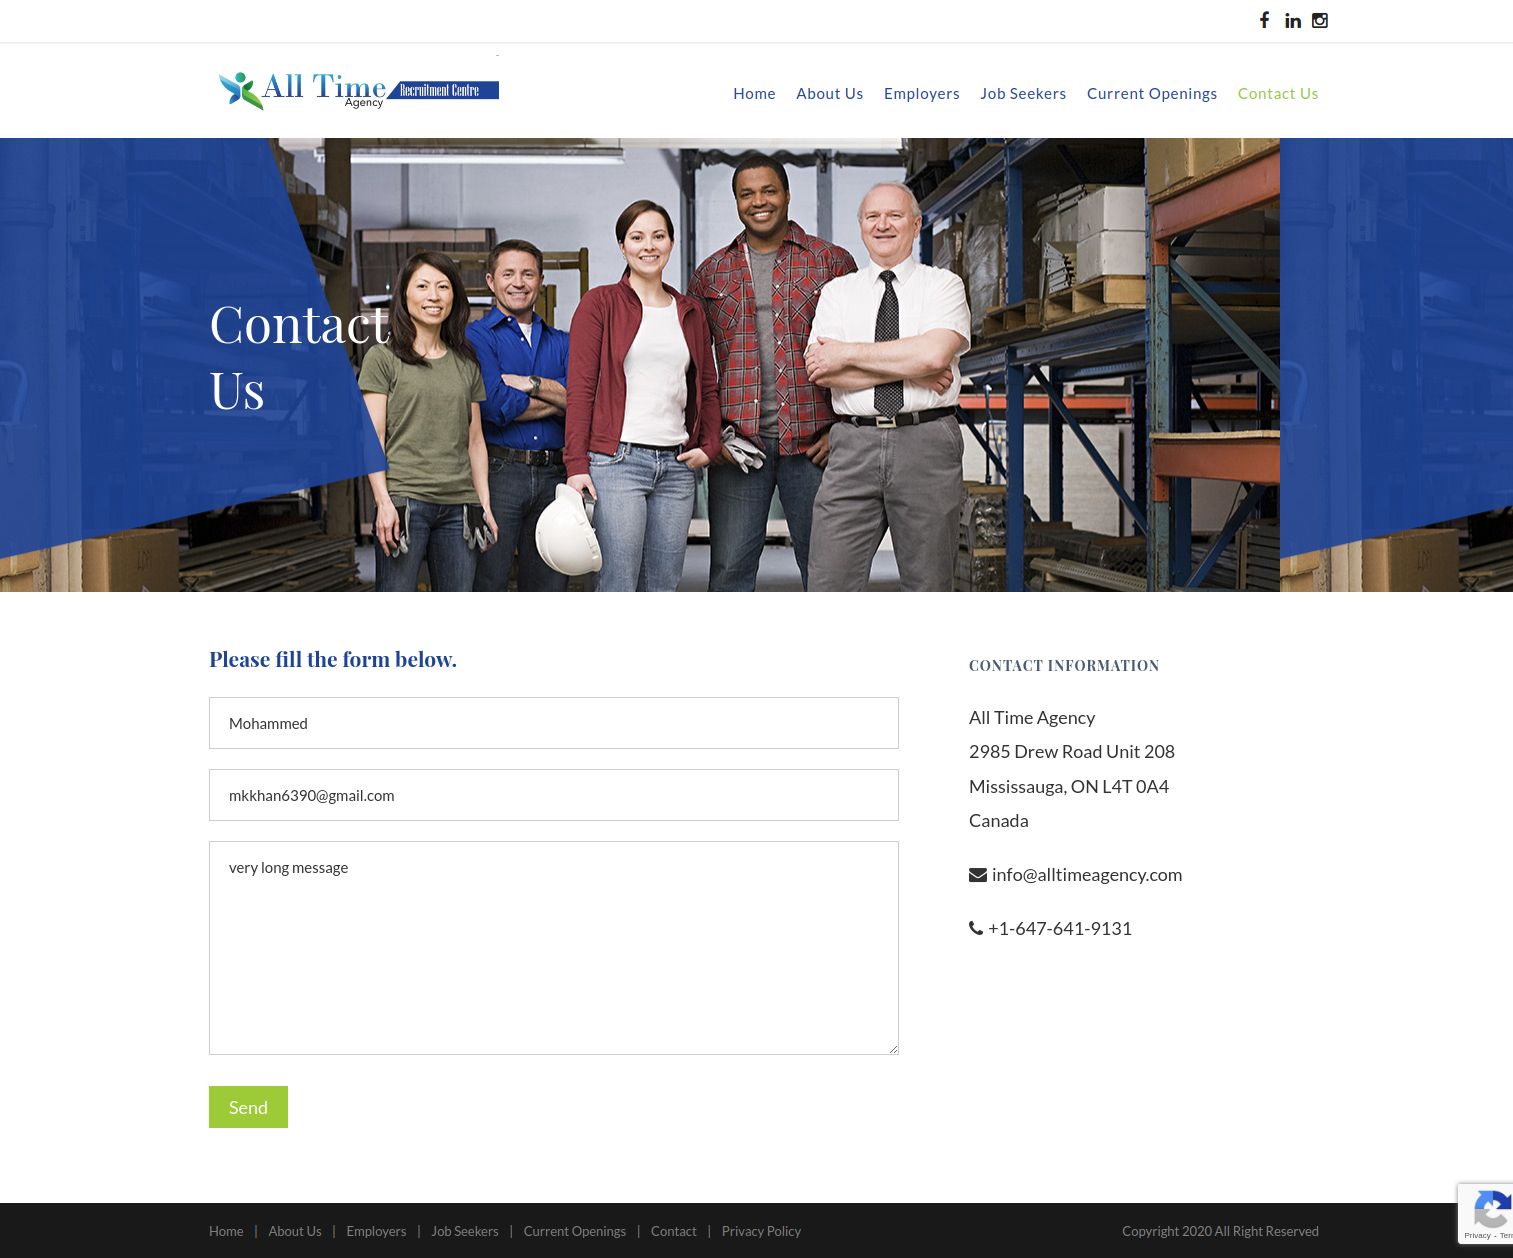 All Time
Agency
Recruitment Centre
Home About Us Employers Job Seekers Current Openings Contact Us
Contact
Us
Please fill the form below.
Mohammed
mkkhan6390@gmail.com
very long message
Send
CONTACT INFORMATION
All Time Agency
2985 Drew Road Unit 208
Mississauga, ON L4T 0A4
Canada
info@alltimeagency.com
+1-647-641-9131
Home | About Us | Employers | Job Seekers | Current Openings | Contact | Privacy Policy
Copyright 2020 All Right Reserved
Privacy - Terr